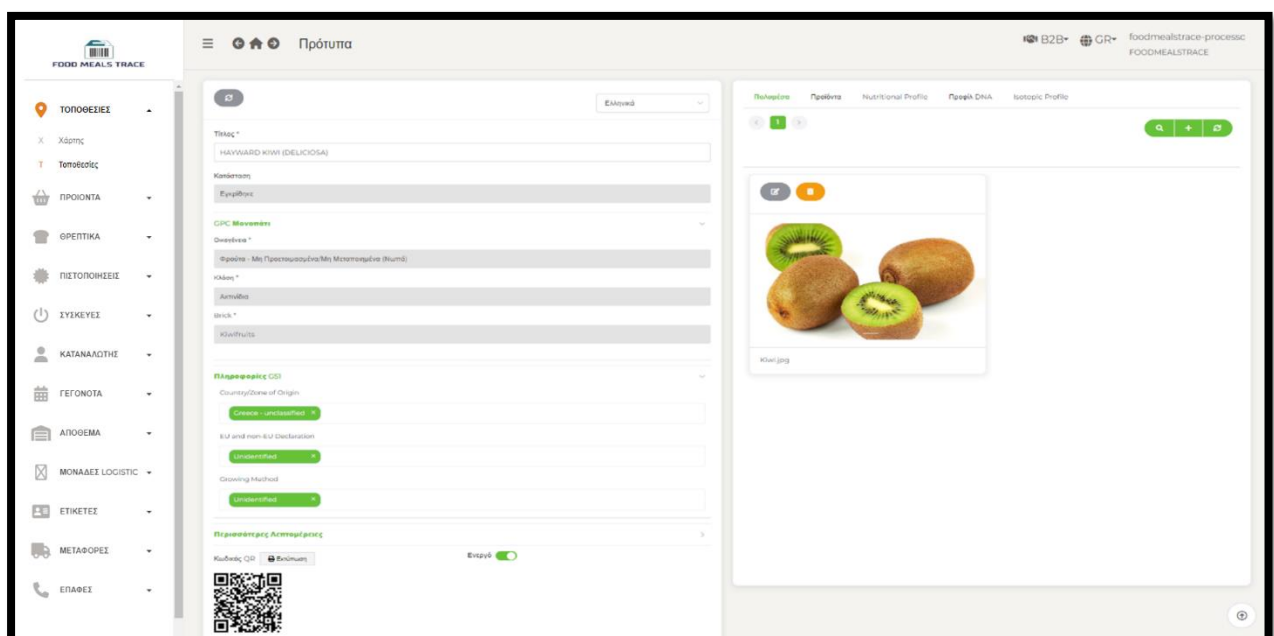 FOOD MEALS TRACE
Πρότυπα
B2B
GR
foodmealstrace-processc
FOODMEALSTRACE
ΤΟΠΟΘΕΣΙΕΣ
Χ Χάρτης
Τ Τοποθεσίες
ΠΡΟΙΟΝΤΑ
ΘΡΕΠΤΙΚΑ
ΠΙΣΤΟΠΟΙΗΣΕΙΣ
ΣΥΣΚΕΥΕΣ
ΚΑΤΑΝΑΛΩΤΗΣ
ΓΕΓΟΝΟΤΑ
ΑΠΟΘΕΜΑ
ΜΟΝΑΔΕΣ LOGISTIC
ΕΤΙΚΕΤΕΣ
ΜΕΤΑΦΟΡΕΣ
ΕΠΑΦΕΣ
Ελληνικά
Τίτλος *
HAYWARD KIWI (DELICIOSA)
Κατάσταση
Εγκρίθηκε
GPC Μονοπάτι
Οικογένεια *
Φρούτα - Μη Προετοιμασμένα/Μη Μεταποιημένα (Νωπά)
Κλάση *
Ακτινίδια
Brick *
Kiwifruits
Πληροφορίες GS1
Country/Zone of Origin
Greece - unclassified ×
EU and non-EU Declaration
Unidentified ×
Growing Method
Unidentified ×
Περισσότερες Λεπτομέρειες
Κωδικός QR Εκτύπωση
Ενεργό
Πολυμέσα Προϊόντα Nutritional Profile Προφίλ DNA Isotopic Profile
1
Kiwi.jpg